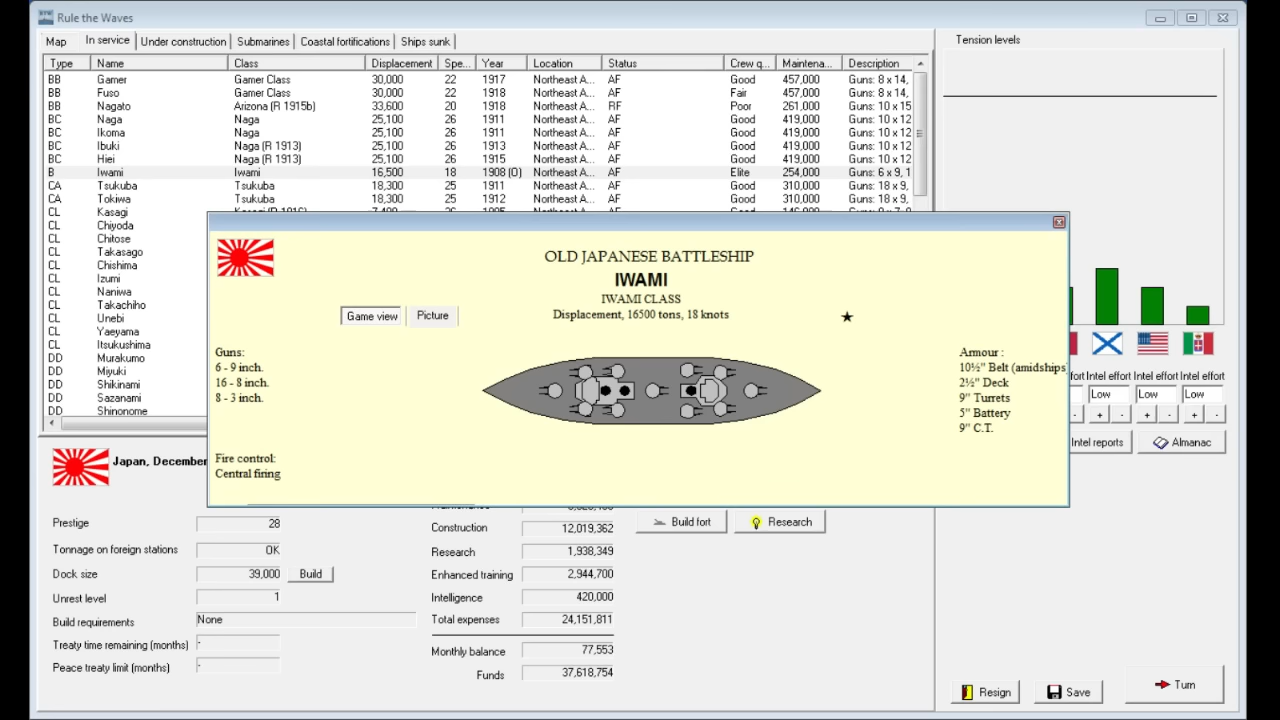 Rule the Waves
Map In service Under construction Submarines Coastal fortifications Ships sunk
Type Name Class Displacement Spe... Year Location Status Crew q... Maintena... Description
BB Gamer Gamer Class 30,000 22 1917 Northeast A... AF Good 457,000 Guns: 8 x 14,
BB Fuso Gamer Class 30,000 22 1918 Northeast A... AF Fair 457,000 Guns: 8 x 14,
BB Nagato Arizona (R 1915b) 33,600 20 1918 Northeast A... RF Poor 261,000 Guns: 10 x 15
BC Naga Naga 25,100 26 1911 Northeast A... AF Good 419,000 Guns: 10 x 12
BC Ikoma Naga 25,100 26 1911 Northeast A... AF Good 419,000 Guns: 10 x 12
BC Ibuki Naga (R 1913) 25,100 26 1913 Northeast A... AF Good 419,000 Guns: 10 x 12
BC Hiei Naga (R 1913) 25,100 26 1915 Northeast A... AF Good 419,000 Guns: 10 x 12
B Iwami Iwami 16,500 18 1908 (O) Northeast A... AF Elite 254,000 Guns: 6 x 9, 1
CA Tsukuba Tsukuba 18,300 25 1911 Northeast A... AF Good 310,000 Guns: 18 x 9,
CA Tokiwa Tsukuba 18,300 25 1912 Northeast A... AF Good 310,000 Guns: 18 x 9,
CL Kasagi
CL Chiyoda
CL Chitose
CL Takasago
CL Chishima
CL Izumi
CL Naniwa
CL Takachiho
CL Unebi
CL Yaeyama
CL Itsukushima
DD Murakumo
DD Miyuki
DD Shikinami
DD Sazanami
DD Shinonome
Tension levels
OLD JAPANESE BATTLESHIP
IWAMI
IWAMI CLASS
Displacement, 16500 tons, 18 knots
Game view Picture
Guns:
6 - 9 inch.
16 - 8 inch.
8 - 3 inch.
Fire control:
Central firing
Armour :
10½" Belt (amidships
2½" Deck
9" Turrets
5" Battery
9" C.T.
Intel effort Intel effort Intel effort
Low Low Low
- + - + - + -
Intel reports Almanac
Japan, December
Prestige 28
Tonnage on foreign stations OK
Dock size 39,000 Build
Unrest level 1
Build requirements None
Treaty time remaining (months) -
Peace treaty limit (months) -
Construction 12,019,362
Research 1,938,349
Enhanced training 2,944,700
Intelligence 420,000
Total expenses 24,151,811
Monthly balance 77,553
Funds 37,618,754
Build fort Research
Resign Save Turn